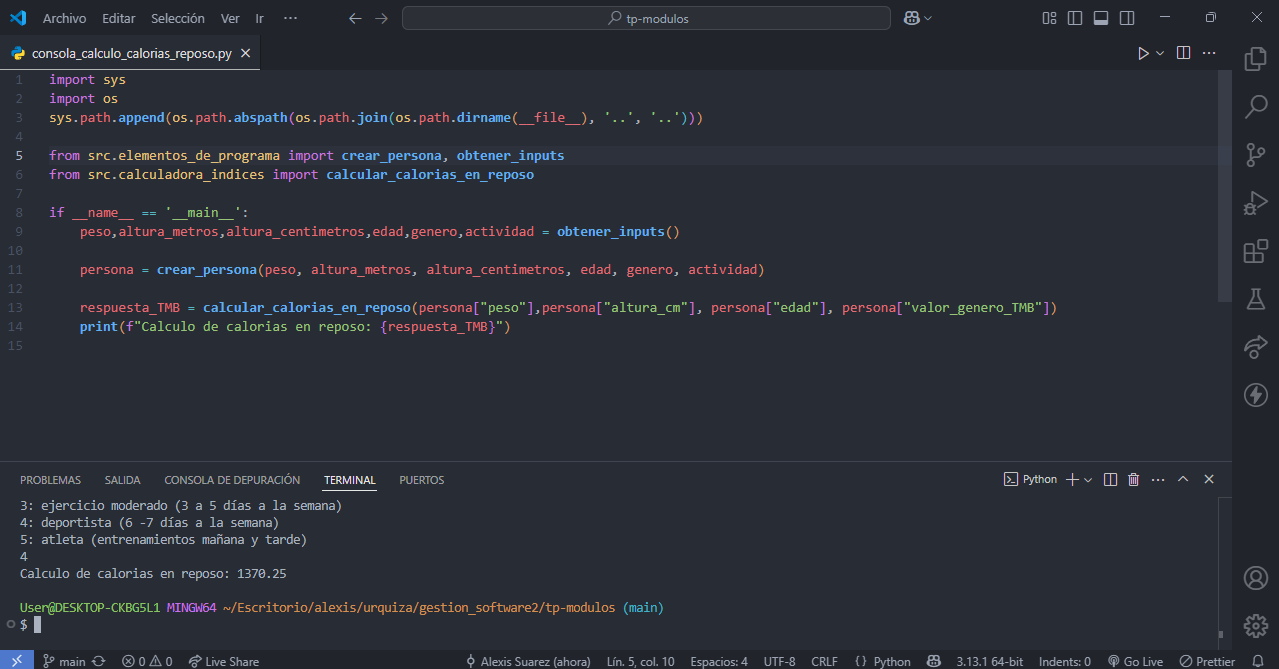 Archivo Editar Selección Ver Ir ···
tp-modulos
consola_calculo_calorias_reposo.py
1 import sys
2 import os
3 sys.path.append(os.path.abspath(os.path.join(os.path.dirname(__file__), '..', '..')))
4
5 from src.elementos_de_programa import crear_persona, obtener_inputs
6 from src.calculadora_indices import calcular_calorias_en_reposo
7
8 if __name__ == '__main__':
9 peso,altura_metros,altura_centimetros,edad,genero,actividad = obtener_inputs()
10
11 persona = crear_persona(peso, altura_metros, altura_centimetros, edad, genero, actividad)
12
13 respuesta_TMB = calcular_calorias_en_reposo(persona["peso"],persona["altura_cm"], persona["edad"], persona["valor_genero_TMB"])
14 print(f"Calculo de calorias en reposo: {respuesta_TMB}")
15
PROBLEMAS SALIDA CONSOLA DE DEPURACIÓN TERMINAL PUERTOS
Python
3: ejercicio moderado (3 a 5 días a la semana)
4: deportista (6 -7 días a la semana)
5: atleta (entrenamientos mañana y tarde)
4
Calculo de calorias en reposo: 1370.25
User@DESKTOP-CKBG5L1 MINGW64 ~/Escritorio/alexis/urquiza/gestion_software2/tp-modulos (main)
$
main 0 0 Live Share Alexis Suarez (ahora) Lín. 5, col. 10 Espacios: 4 UTF-8 CRLF {} Python 3.13.1 64-bit Indents: 0 Go Live Prettier